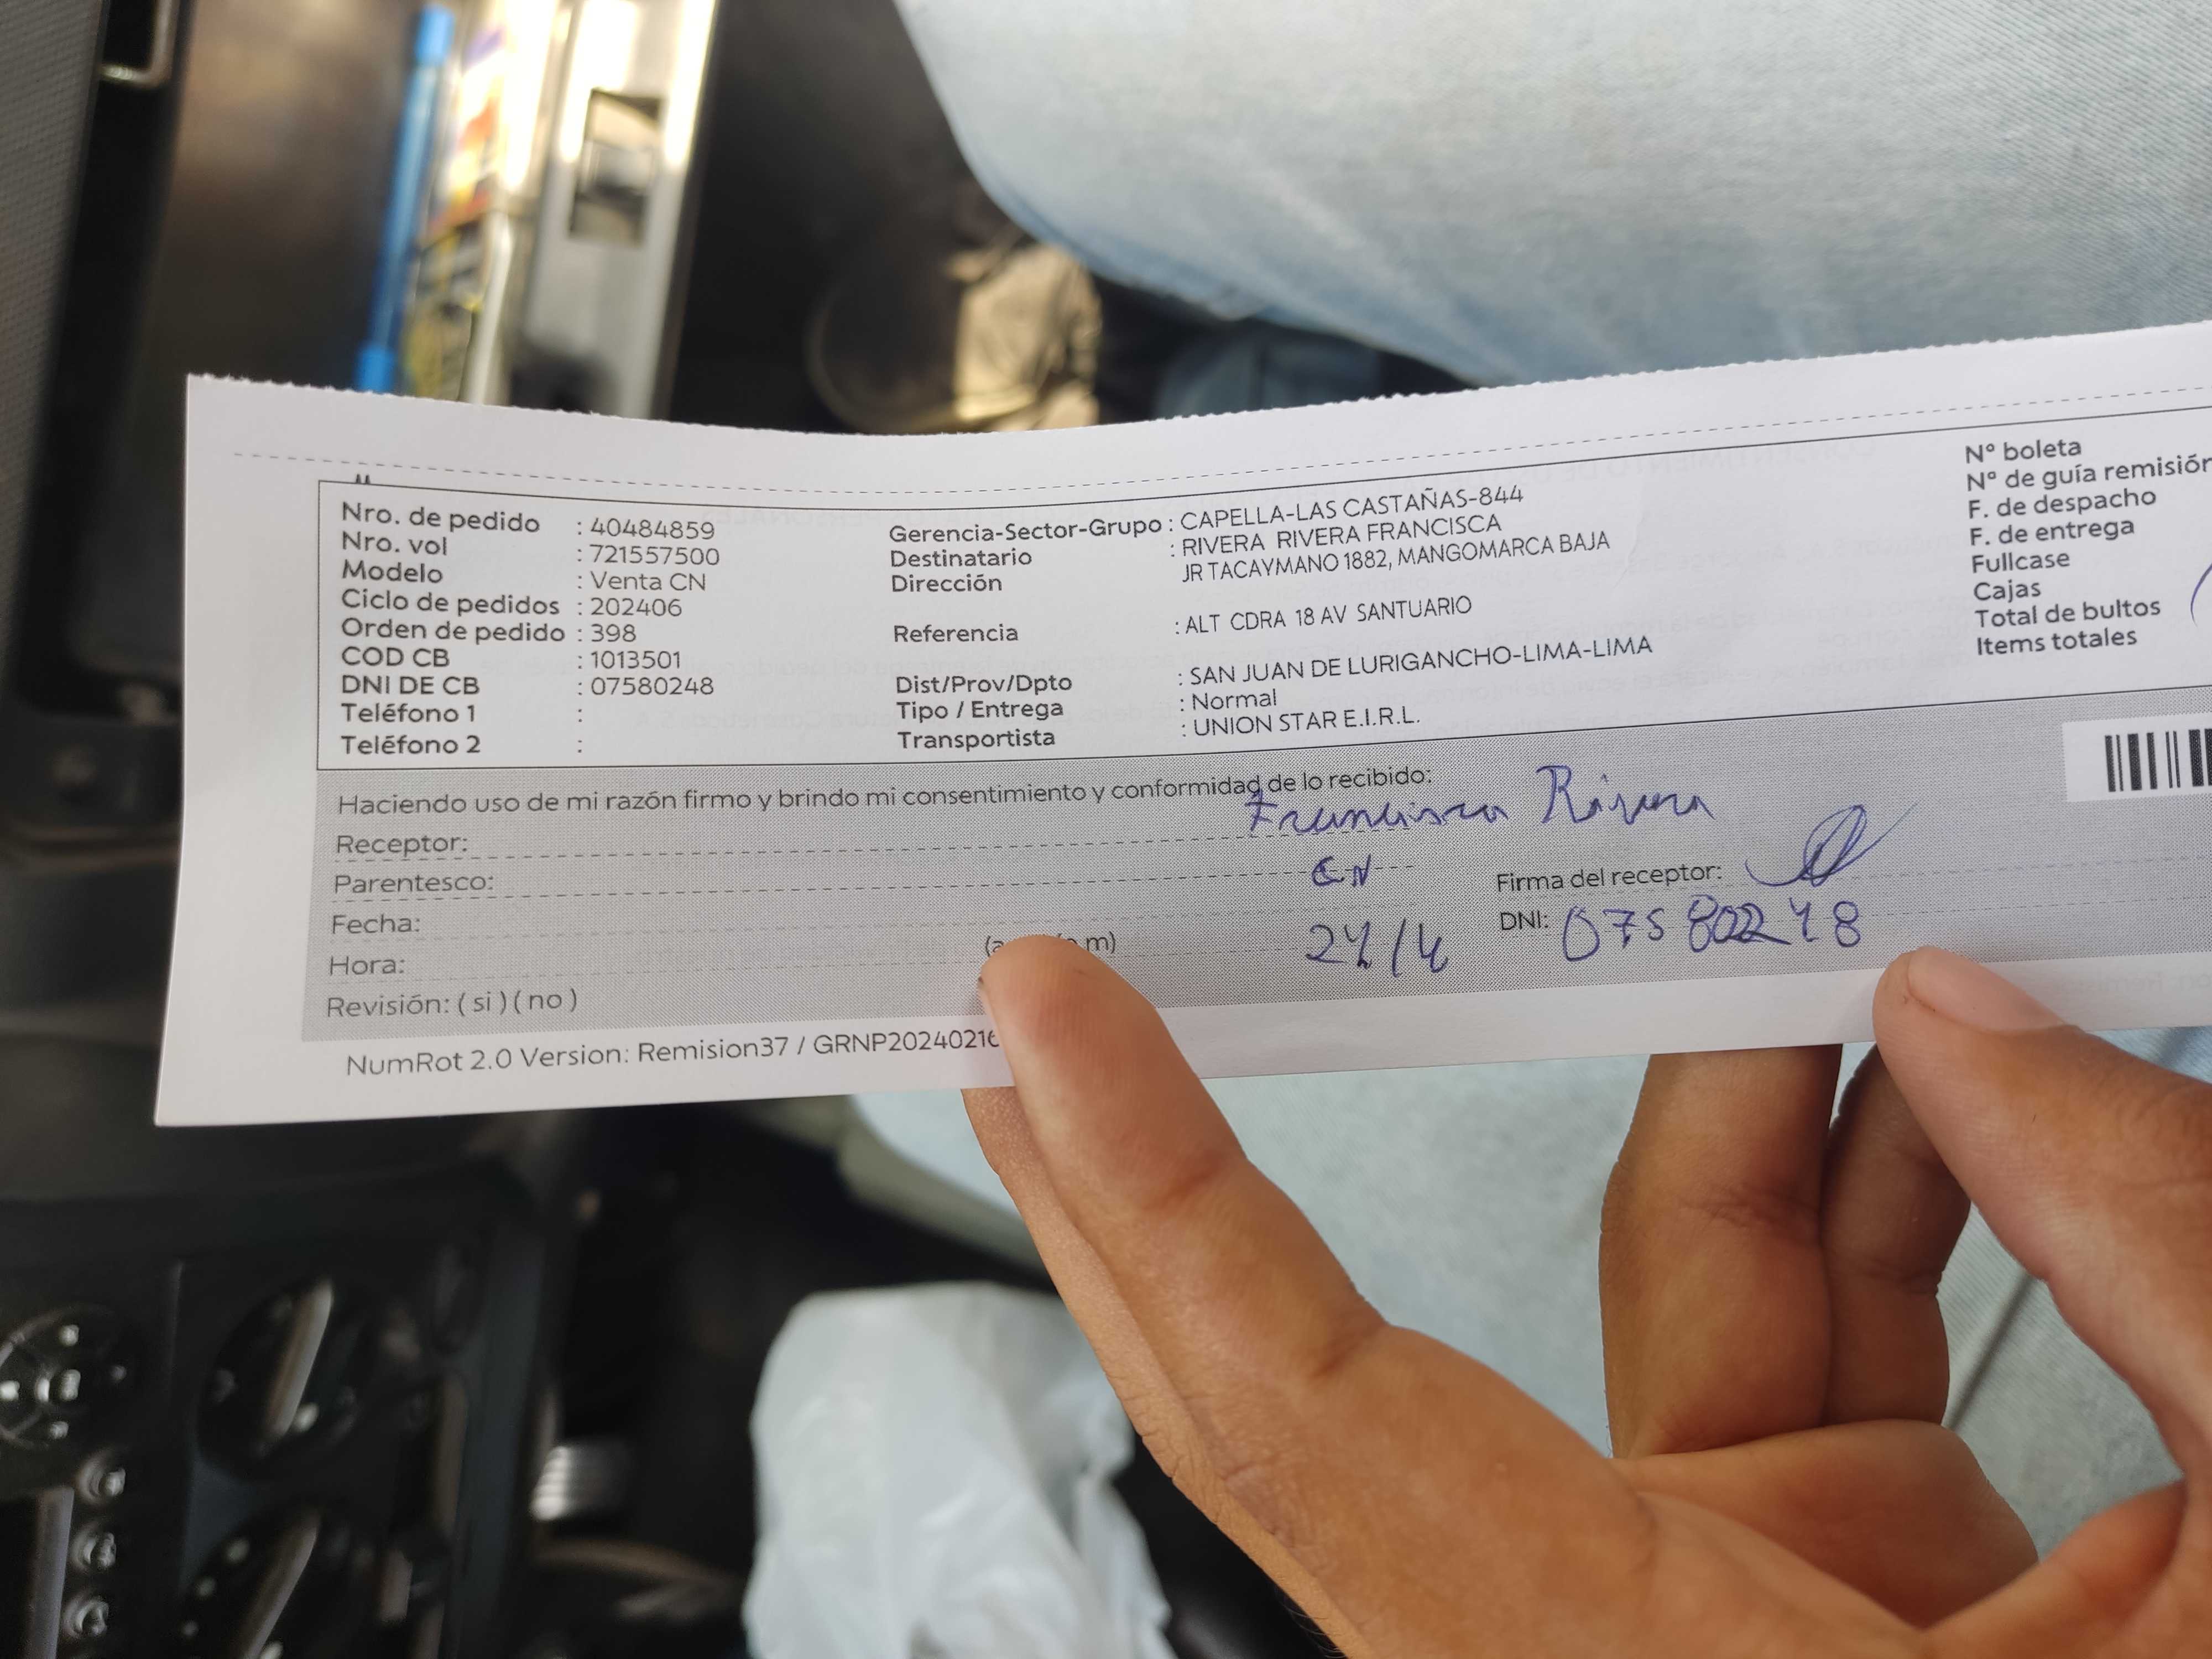 Nro. de pedido : 40484859
Nro. vol : 721557500
Modelo : Venta CN
Ciclo de pedidos : 202406
Orden de pedido : 398
COD CB : 1013501
DNI DE CB : 07580248
Teléfono 1 :
Teléfono 2 :
Gerencia-Sector-Grupo : CAPELLA-LAS CASTAÑAS-844
Destinatario : RIVERA RIVERA FRANCISCA
Dirección JR TACAYMANO 1882, MANGOMARCA BAJA
Referencia : ALT CDRA 18 AV SANTUARIO
Dist/Prov/Dpto : SAN JUAN DE LURIGANCHO-LIMA-LIMA
Tipo / Entrega : Normal
Transportista : UNION STAR E.I.R.L.
Nº boleta
Nº de guía remisión
F. de despacho
F. de entrega
Fullcase
Cajas
Total de bultos
Items totales
Haciendo uso de mi razón firmo y brindo mi consentimiento y conformidad de lo recibido:
Receptor: Francisca Rivera
Parentesco: CN
Firma del receptor:
Fecha: 24/4
DNI: 07580248
Hora: m)
Revisión: ( si ) ( no )
NumRot 2.0 Version: Remision37 / GRNP2024021